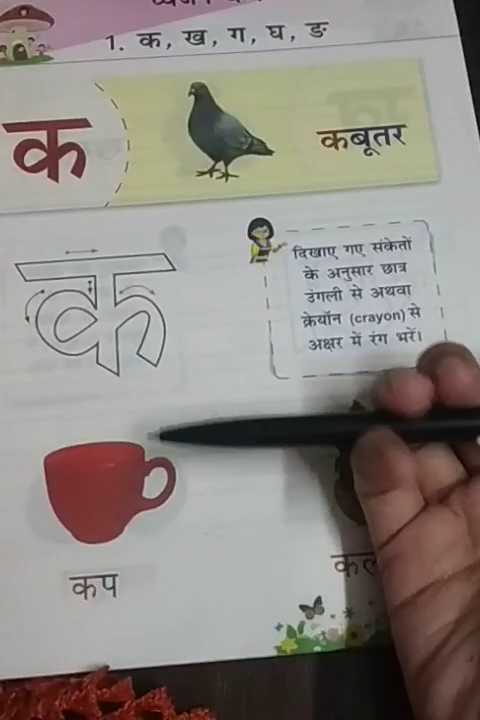 1. क, ख, ग, घ, ङ
क
कबूतर
क
दिखाए गए संकेतों
के अनुसार छात्र
उंगली से अथवा
क्रेयॉन (crayon) से
अक्षर में रंग भरें।
कप